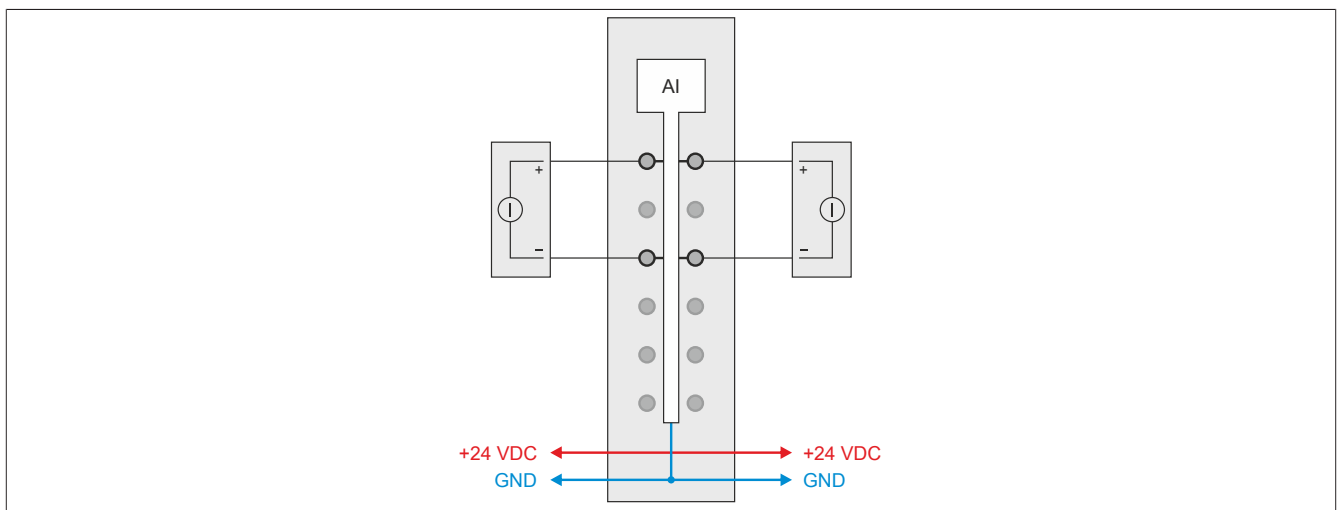 AI
+ +
I I
− −
+24 VDC +24 VDC
GND GND